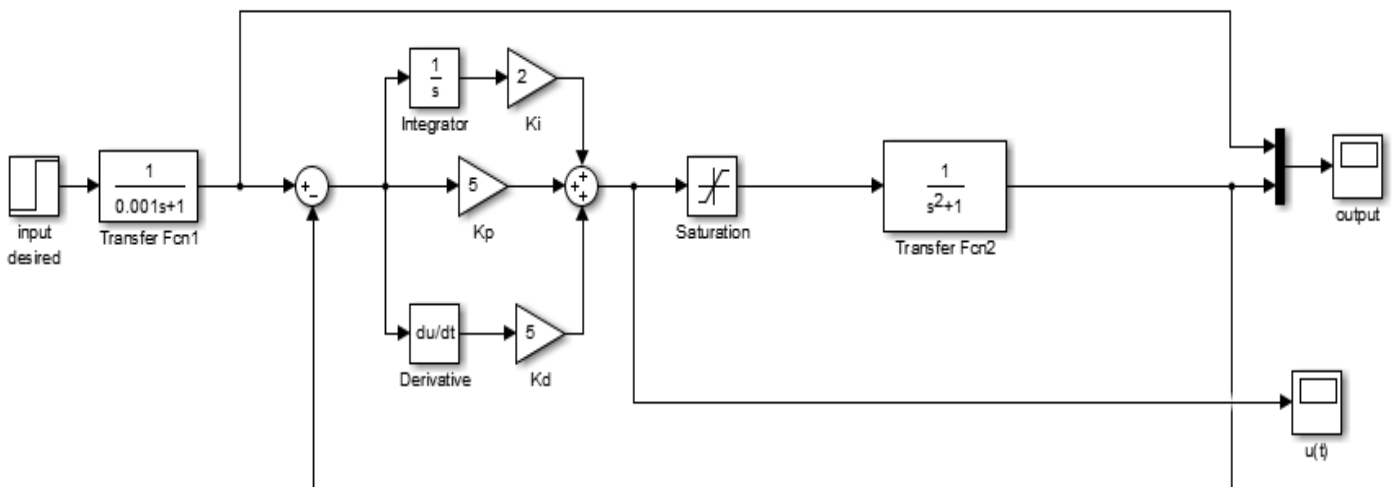 1
s
Integrator
2
Ki
input
desired
1
0.001s+1
Transfer Fcn1
+
−
5
Kp
+
+
+
Saturation
1
s²+1
Transfer Fcn2
output
du/dt
Derivative
5
Kd
u(t)